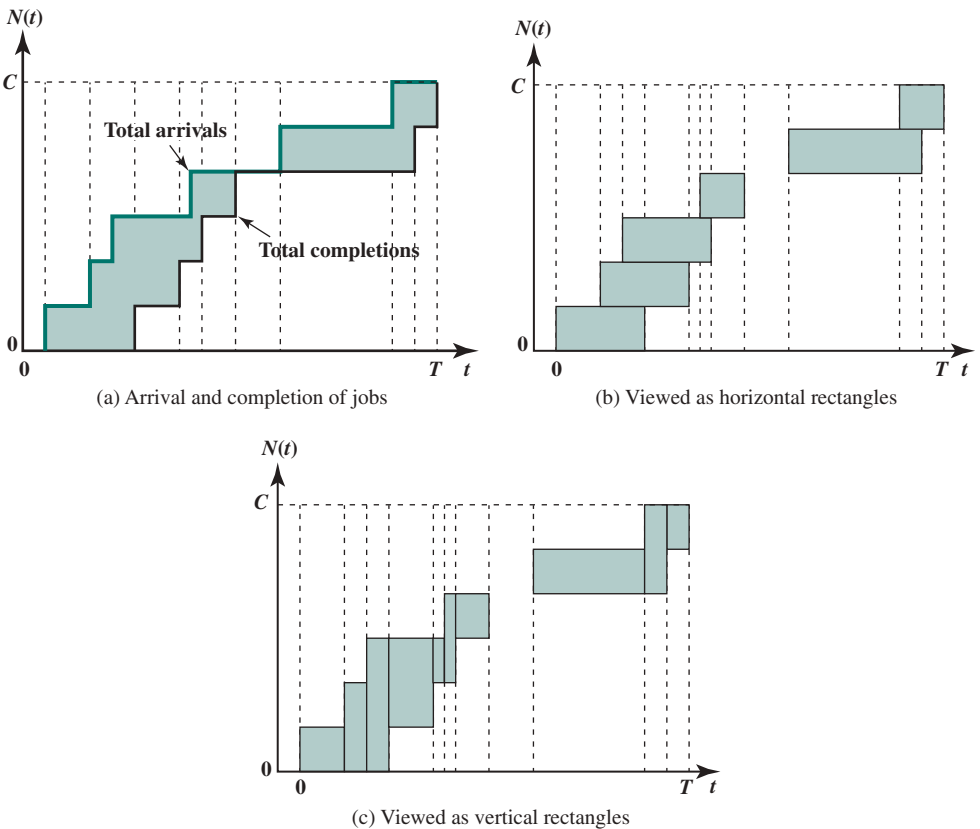 N(t)
C
Total arrivals
Total completions
0
0
T t
(a) Arrival and completion of jobs
N(t)
C
0
0
T t
(b) Viewed as horizontal rectangles
N(t)
C
0
0
T t
(c) Viewed as vertical rectangles